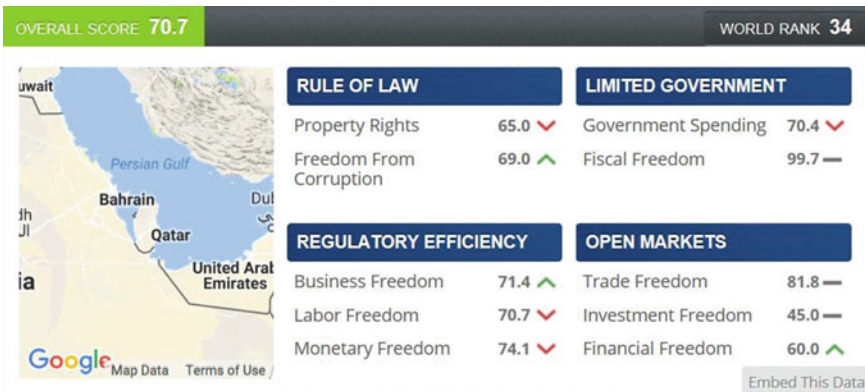 OVERALL SCORE 70.7
WORLD RANK 34
uwait
Persian Gulf
Bahrain
Qatar
United Arab
Emirates
ia
Google
Map Data Terms of Use
RULE OF LAW
Property Rights 65.0
Freedom From 69.0
Corruption
LIMITED GOVERNMENT
Government Spending 70.4
Fiscal Freedom 99.7
REGULATORY EFFICIENCY
Business Freedom 71.4
Labor Freedom 70.7
Monetary Freedom 74.1
OPEN MARKETS
Trade Freedom 81.8
Investment Freedom 45.0
Financial Freedom 60.0
Embed This Data